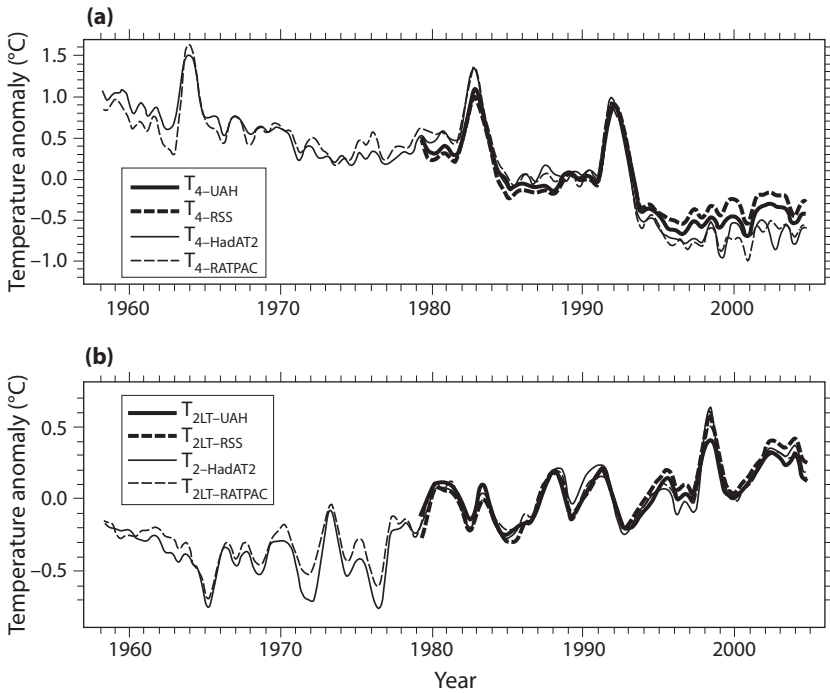 (a)
Temperature anomaly (°C)
1.5
1.0
0.5
0.0
−0.5
−1.0
T4–UAH
T4–RSS
T4–HadAT2
T4–RATPAC
1960 1970 1980 1990 2000
(b)
Temperature anomaly (°C)
0.5
0.0
−0.5
T2LT–UAH
T2LT–RSS
T2–HadAT2
T2LT–RATPAC
1960 1970 1980 1990 2000
Year